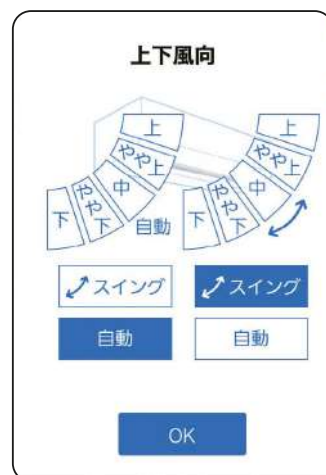 上下風向
上 上
やや上 やや上
中 中
やや下 やや下
下 自動 下
スイング スイング
自動 自動
OK